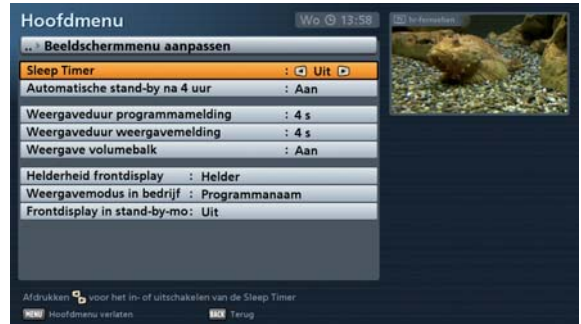 Hoofdmenu Wo 13:58
.. > Beeldschermmenu aanpassen
Sleep Timer : Uit
Automatische stand-by na 4 uur : Aan
Weergaveduur programmamelding : 4 s
Weergaveduur weergavemelding : 4 s
Weergave volumebalk : Aan
Helderheid frontdisplay : Helder
Weergavemodus in bedrijf : Programmanaam
Frontdisplay in stand-by-mo: Uit
Afdrukken voor het in- of uitschakelen van de Sleep Timer
MENU Hoofdmenu verlaten BACK Terug
hr-fernsehen